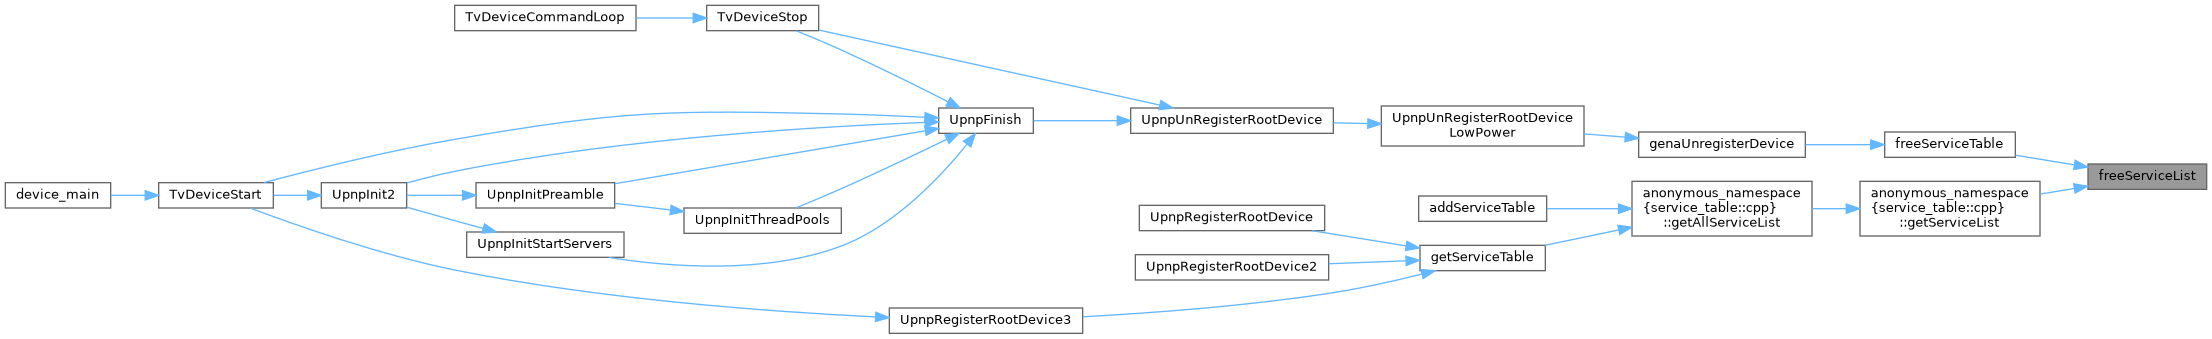 TvDeviceCommandLoop
TvDeviceStop
UpnpFinish
UpnpUnRegisterRootDevice
UpnpUnRegisterRootDevice
LowPower
genaUnregisterDevice
freeServiceTable
freeServiceList
device_main
TvDeviceStart
UpnpInit2
UpnpInitPreamble
UpnpInitThreadPools
UpnpInitStartServers
UpnpRegisterRootDevice
addServiceTable
anonymous_namespace
{service_table::cpp}
::getAllServiceList
anonymous_namespace
{service_table::cpp}
::getServiceList
UpnpRegisterRootDevice2
getServiceTable
UpnpRegisterRootDevice3